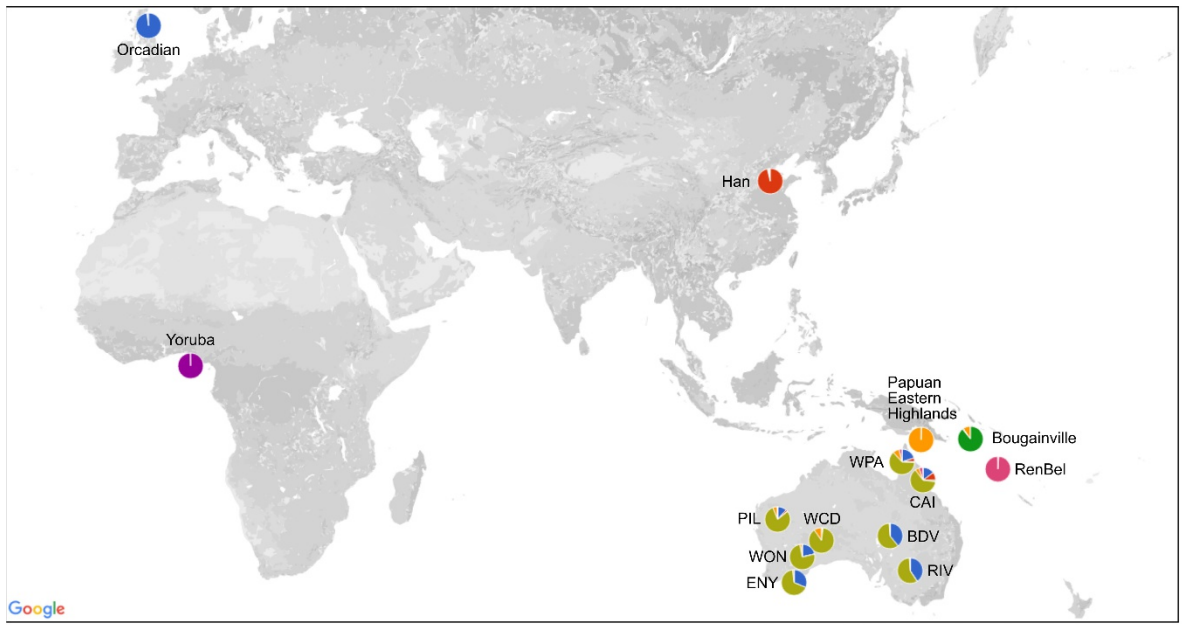 Orcadian
Han
Yoruba
Papuan
Eastern
Highlands
Bougainville
WPA
RenBel
CAI
PIL
WCD
BDV
WON
RIV
ENY
Google